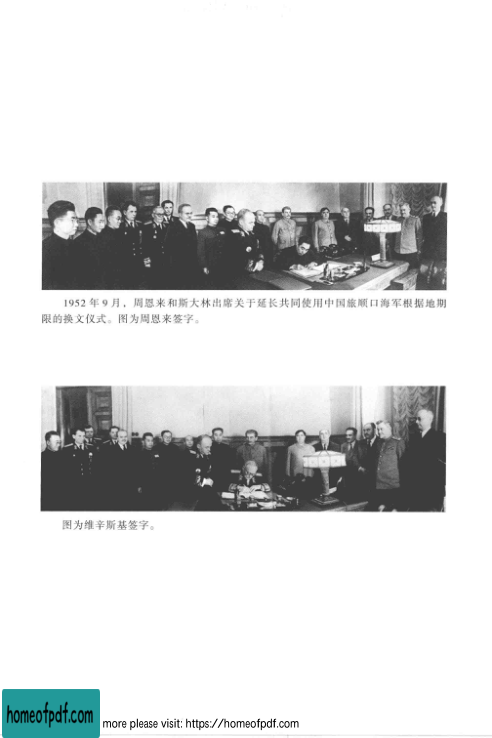 1952 年 9 月，周恩来和斯大林出席关于延长共同使用中国旅顺口海军根据地期
限的换文仪式。图为周恩来签字。
图为维辛斯基签字。
homeofpdf.com
more please visit: https://homeofpdf.com